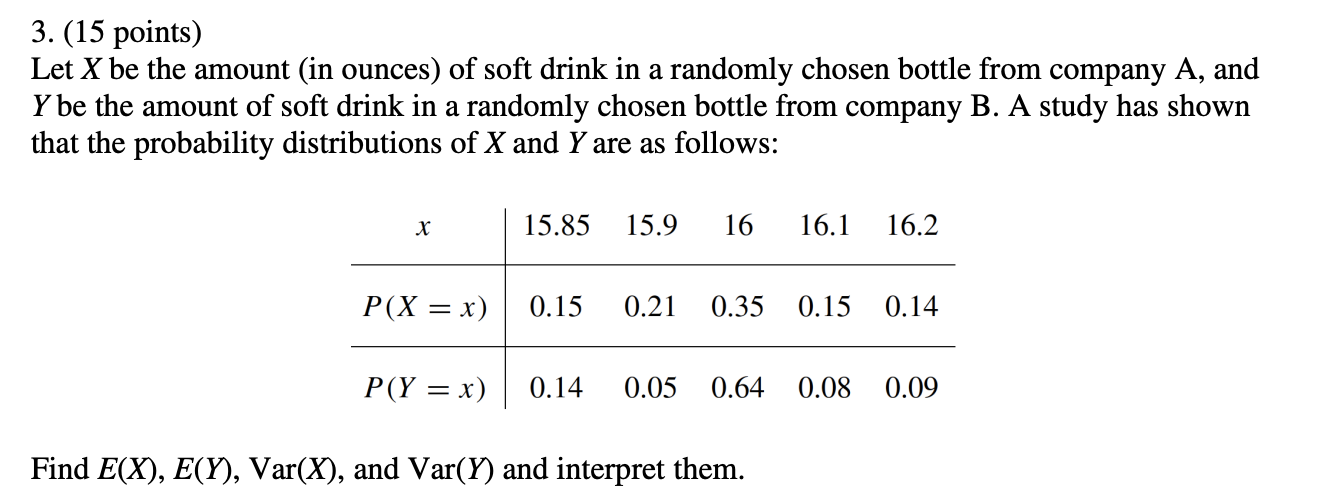 3. (15 points)
Let X be the amount (in ounces) of soft drink in a randomly chosen bottle from company A, and
Y be the amount of soft drink in a randomly chosen bottle from company B. A study has shown
that the probability distributions of X and Y are as follows:
x 15.85 15.9 16 16.1 16.2
P(X = x) 0.15 0.21 0.35 0.15 0.14
P(Y = x) 0.14 0.05 0.64 0.08 0.09
Find E(X), E(Y), Var(X), and Var(Y) and interpret them.